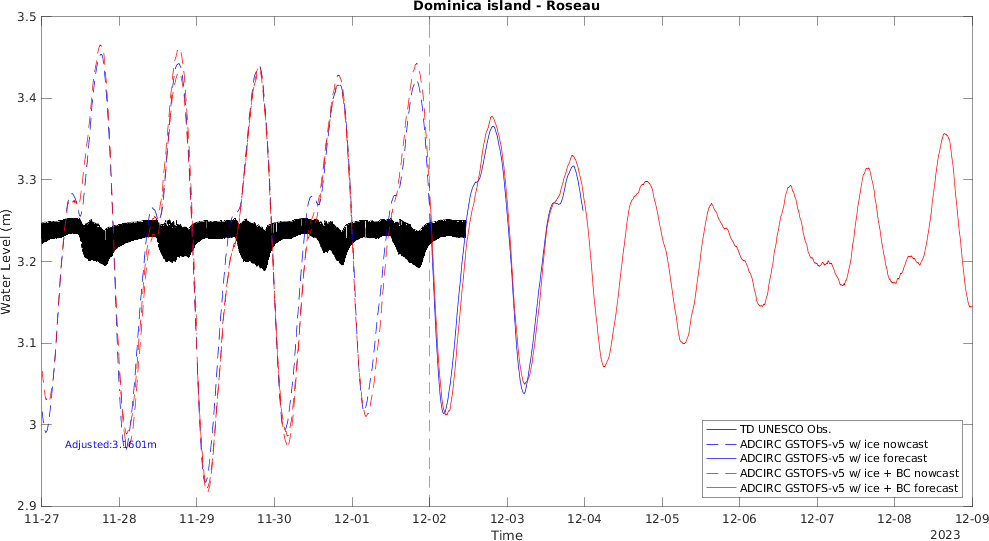 Dominica island - Roseau
3.5
3.4
3.3
3.2
3.1
3
2.9
Water Level (m)
Adjusted:3.1601m
TD UNESCO Obs.
ADCIRC GSTOFS-v5 w/ ice nowcast
ADCIRC GSTOFS-v5 w/ ice forecast
ADCIRC GSTOFS-v5 w/ ice + BC nowcast
ADCIRC GSTOFS-v5 w/ ice + BC forecast
11-27 11-28 11-29 11-30 12-02 12-03 12-04 12-05 12-06 12-07 12-08 12-09
Time
2023